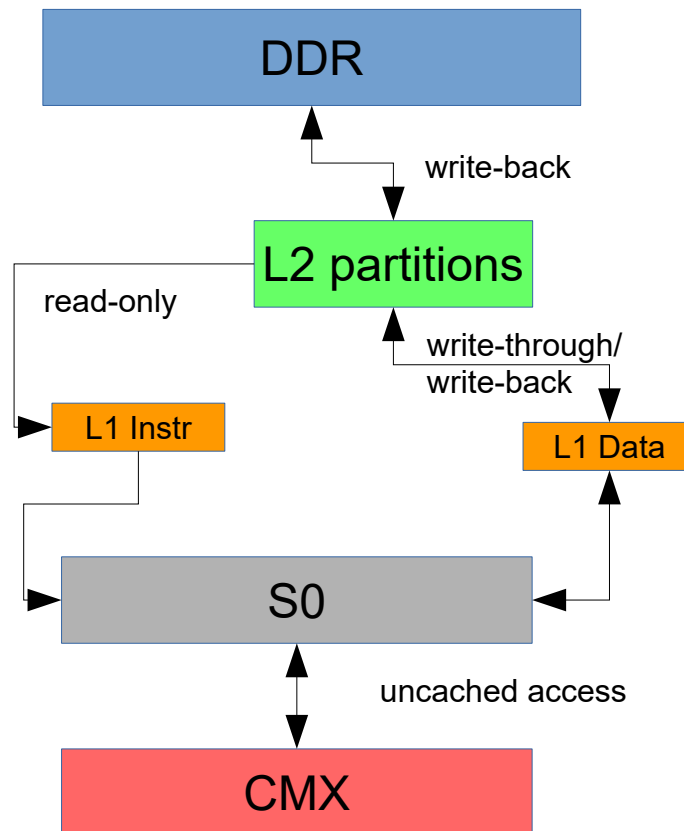 DDR
write-back
L2 partitions
read-only
write-through/
write-back
L1 Instr
L1 Data
S0
uncached access
CMX